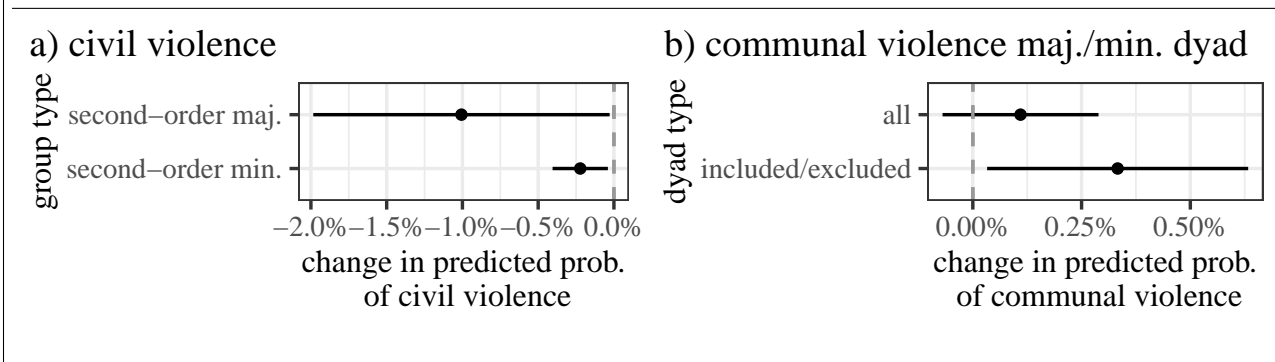 a) civil violence
group type
second−order maj.
second−order min.
−2.0% −1.5% −1.0% −0.5% 0.0%
change in predicted prob.
of civil violence
b) communal violence maj./min. dyad
dyad type
all
included/excluded
0.00% 0.25% 0.50%
change in predicted prob.
of communal violence